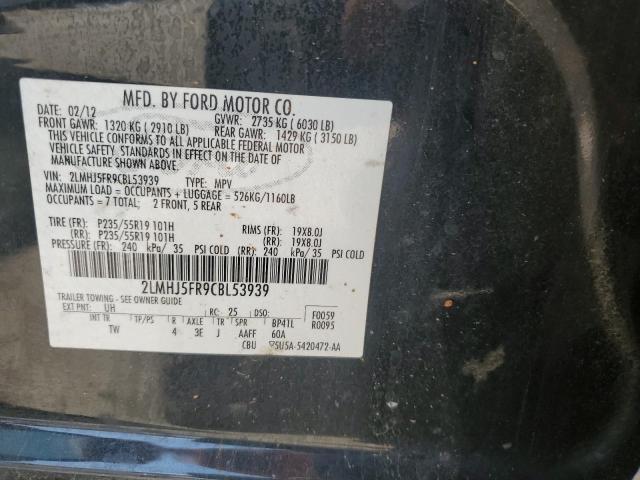 MFD. BY FORD MOTOR CO.
DATE: 02/12 GVWR: 2735 KG ( 6030 LB)
FRONT GAWR: 1320 KG ( 2910 LB) REAR GAWR: 1429 KG ( 3150 LB)
THIS VEHICLE CONFORMS TO ALL APPLICABLE FEDERAL MOTOR
VEHICLE SAFETY STANDARDS IN EFFECT ON THE DATE OF
MANUFACTURE SHOWN ABOVE.
VIN: 2LMHJ5FR9CBL53939 TYPE: MPV
MAXIMUM LOAD = OCCUPANTS + LUGGAGE = 526KG/1160LB
OCCUPANTS = 7 TOTAL, 2 FRONT, 5 REAR
TIRE (FR): P235/55R19 101H RIMS (FR): 19X8.0J
(RR): P235/55R19 101H (RR): 19X8.0J
PRESSURE (FR): 240 kPa/ 35 PSI COLD (RR): 240 kPa/ 35 PSI COLD
2LMHJ5FR9CBL53939
TRAILER TOWING - SEE OWNER GUIDE
EXT PNT: UH RC: 25 DSO: F0059
R0095
INT TR TP/PS R AXLE TR SPR BP4TL
TW 4 3E J AAFF 60A
CBU 5U5A-5420472-AA